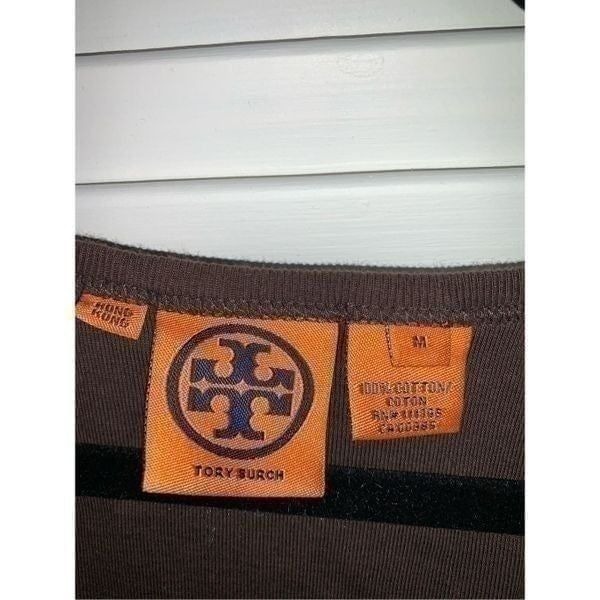 HONG
KONG
TORY BURCH
M
100% COTTON/
COTON